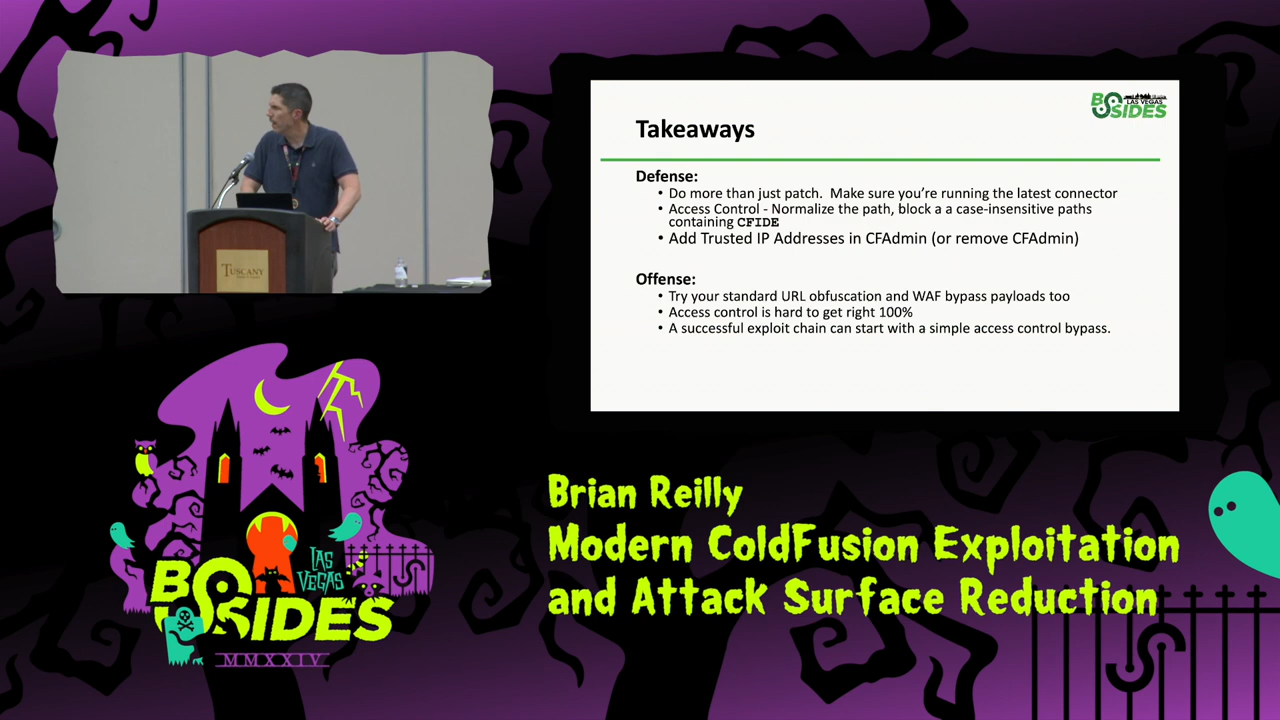 TUSCANY
BSIDES
LAS VEGAS
Takeaways
Defense:
• Do more than just patch.  Make sure you're running the latest connector
• Access Control - Normalize the path, block a a case-insensitive paths
containing CFIDE
• Add Trusted IP Addresses in CFAdmin (or remove CFAdmin)
Offense:
• Try your standard URL obfuscation and WAF bypass payloads too
• Access control is hard to get right 100%
• A successful exploit chain can start with a simple access control bypass.
LAS
VEGAS
BSIDES
MMXXIV
Brian Reilly
Modern ColdFusion Exploitation
and Attack Surface Reduction